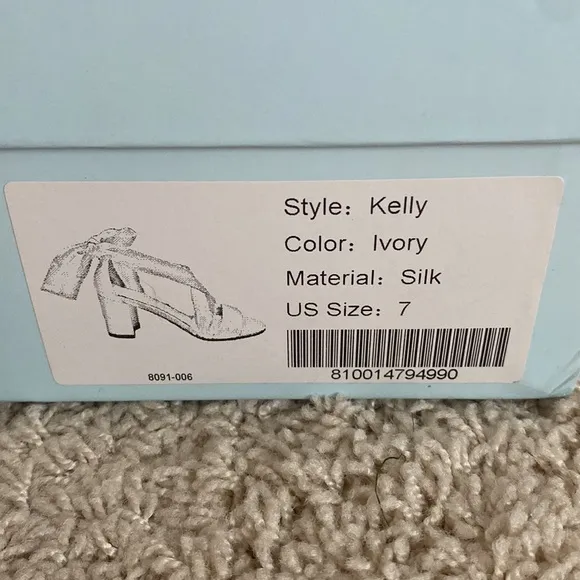 Style： Kelly
Color： Ivory
Material： Silk
US Size： 7
810014794990
8091-006